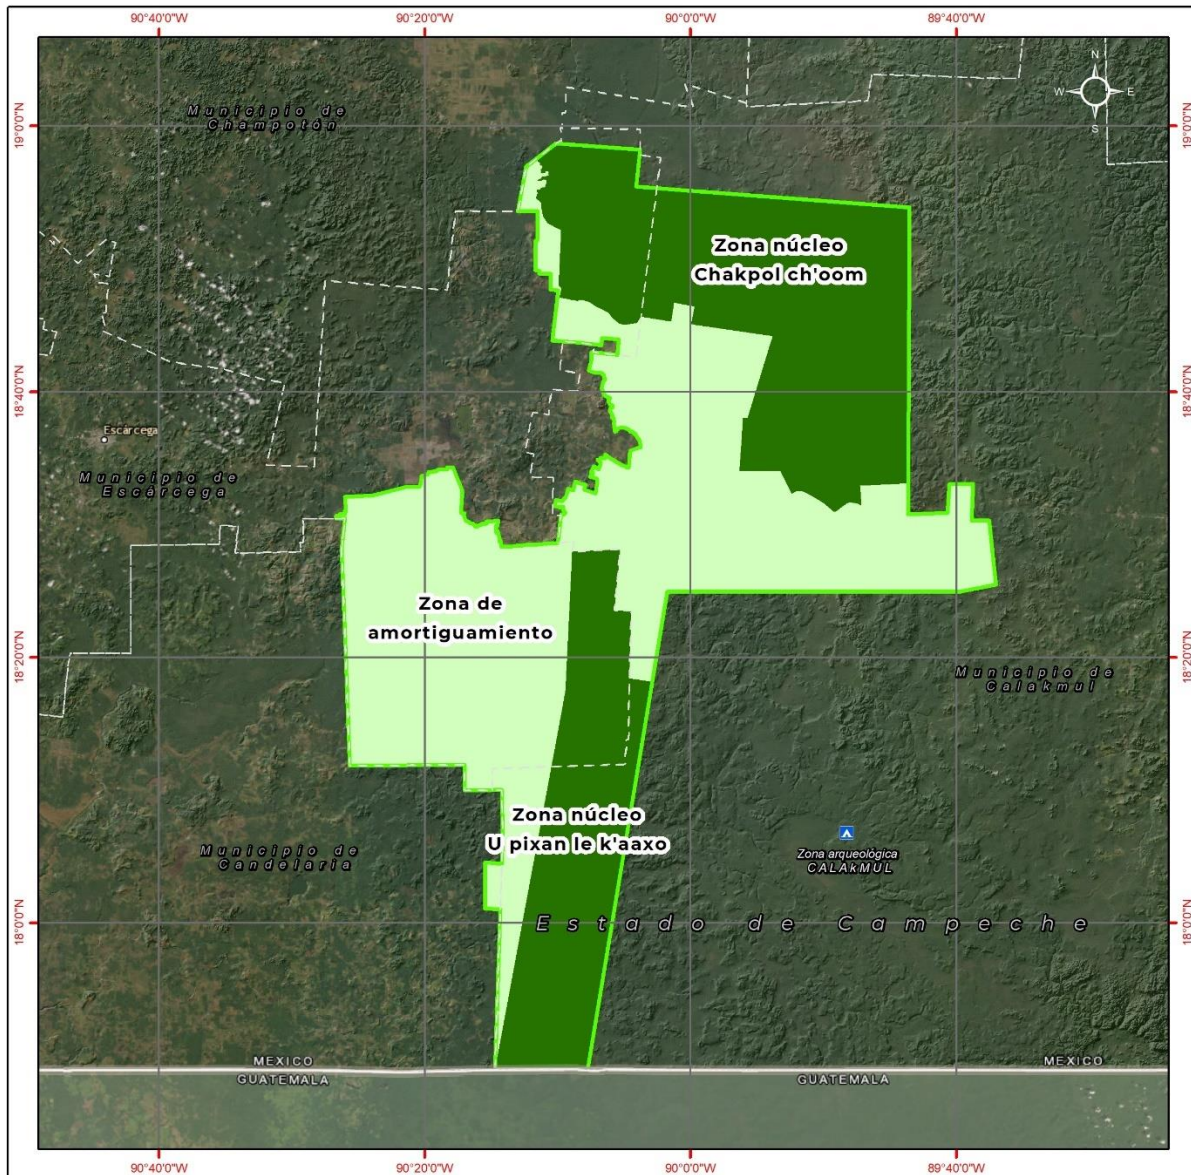 90°40'0"W
90°20'0"W
90°0'0"W
89°40'0"W
N
W
E
S
Municipio de
Champotón
19°0'0"N
19°0'0"N
Zona núcleo
Chakpol ch'oom
18°40'0"N
18°40'0"N
Escárcega
Municipio de
Escárcega
Zona de
amortiguamiento
18°20'0"N
18°20'0"N
Municipio de
Calakmul
Zona núcleo
U pixan le k'aaxo
Municipio de
Candelaria
Zona arqueológica
CALAkMUL
18°0'0"N
Estado de Campeche
18°0'0"N
MEXICO
MEXICO
GUATEMALA
GUATEMALA
90°40'0"W
90°20'0"W
90°0'0"W
89°40'0"W